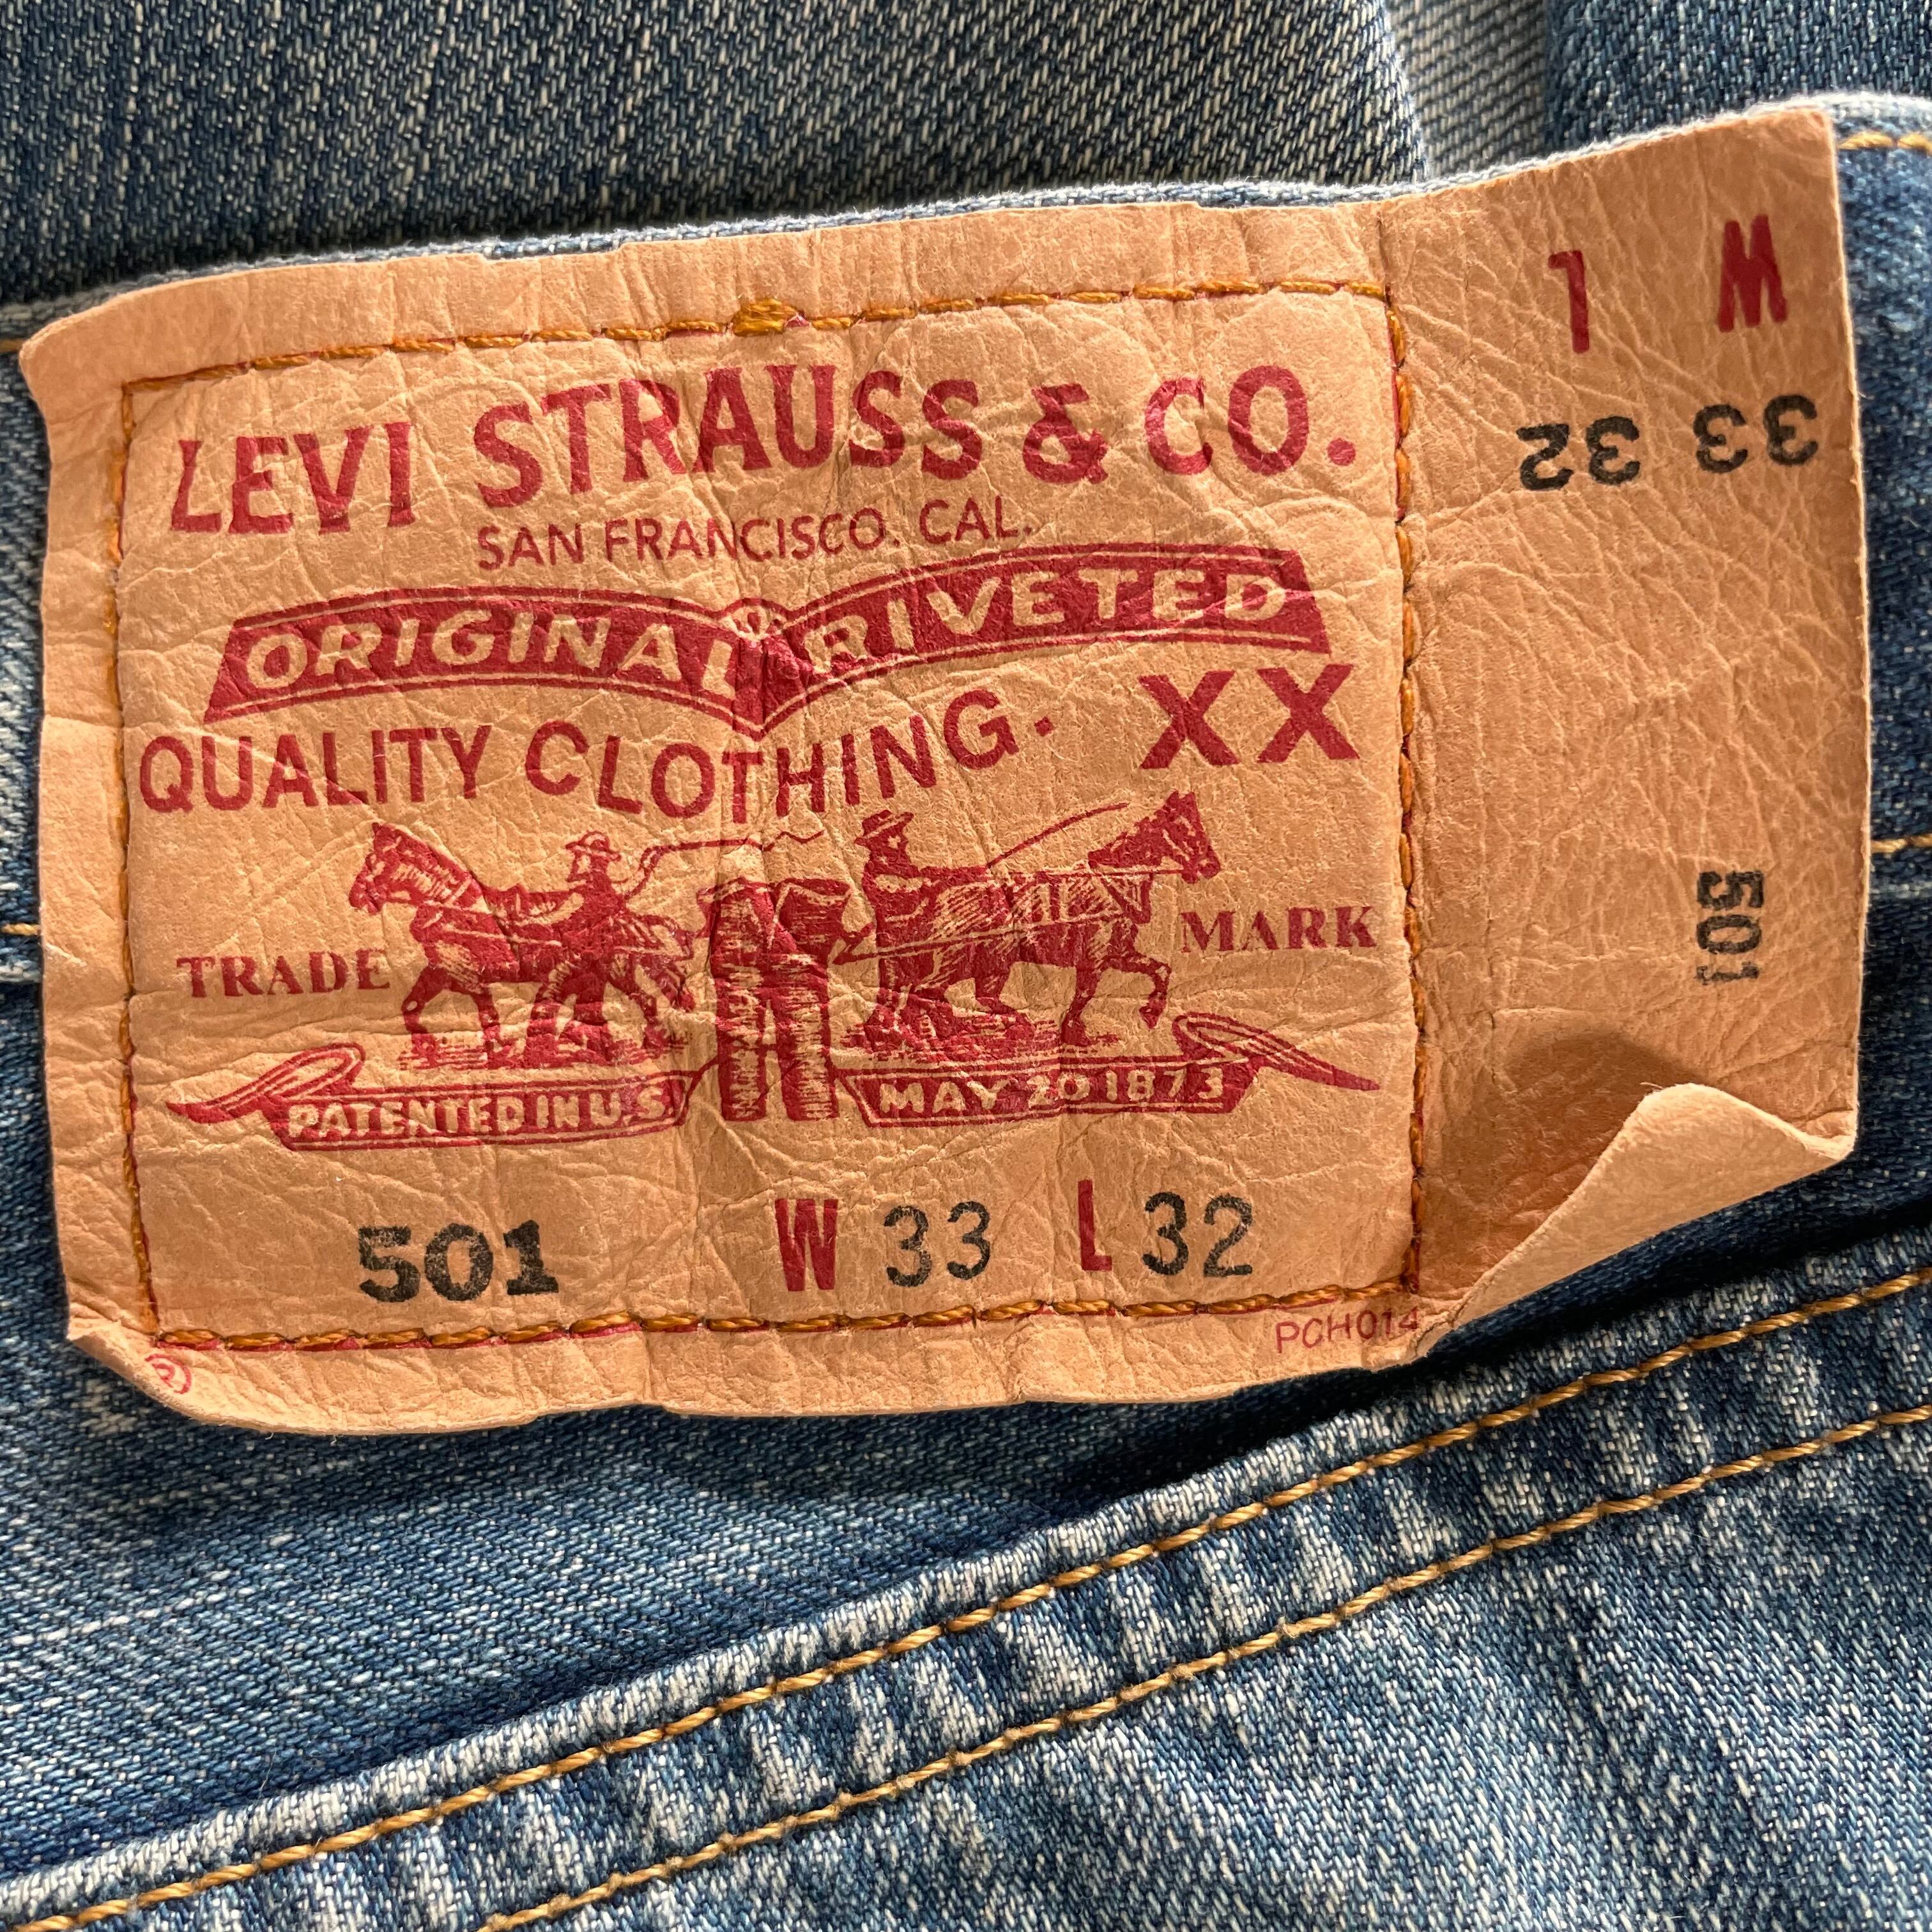 LEVI STRAUSS & CO.
SAN FRANCISCO. CAL.
ORIGINAL RIVETED
QUALITY CLOTHING. XX
TRADE MARK
PATENTED IN U.S. MAY 20 1873
501 W 33 L 32
PCH014
®
W L
33 32
501